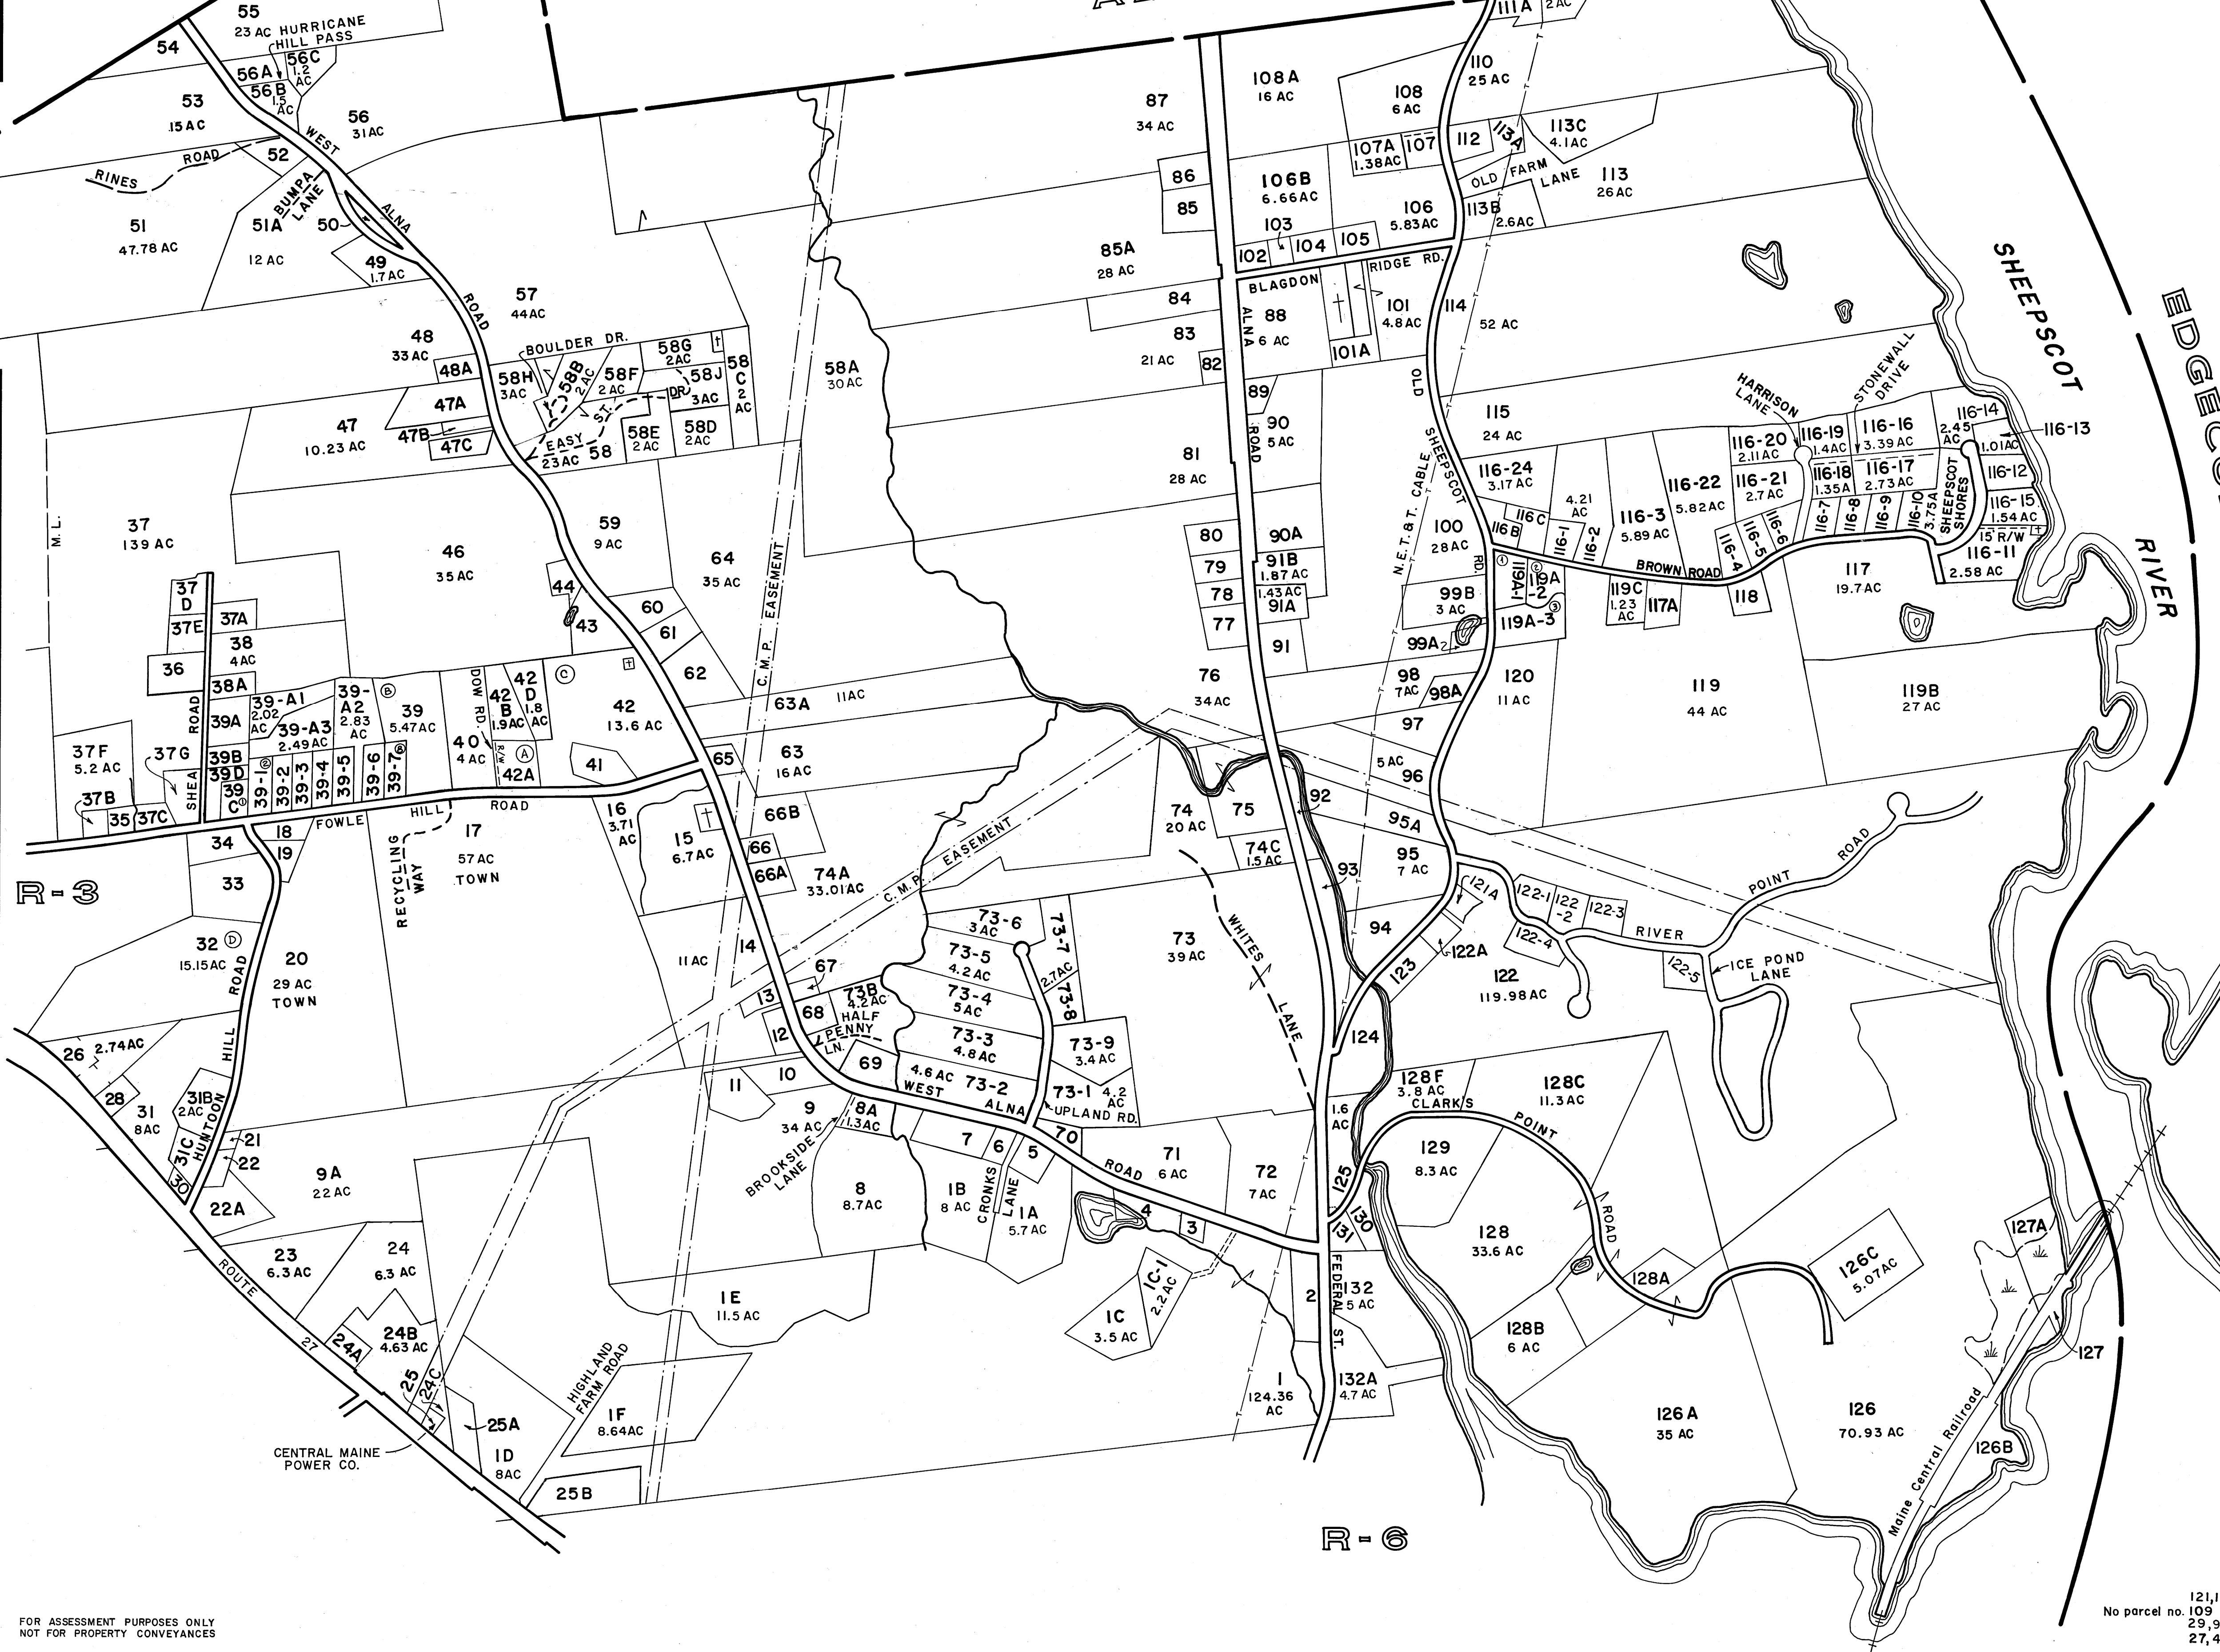 55
23 AC
HURRICANE
HILL PASS
54
56C
1.2
AC
56A
56B
1.5
AC
53
15 AC
56
31 AC
WEST
ALNA
ROAD
RINES
ROAD
52
BUMPA
LANE
51
47.78 AC
51A
12 AC
50
49
1.7 AC
57
44 AC
48
33 AC
48A
BOULDER DR.
58H
3 AC
58B
2 AC
58F
2 AC
58G
2 AC
58J
3 AC
58
C
2
AC
DR.
EASY
ST.
58E
2 AC
58D
2 AC
23 AC 58
58A
30 AC
47
10.23 AC
47A
47B
47C
M.L.
37
139 AC
46
35 AC
59
9 AC
64
35 AC
C.M.P. EASEMENT
44
43
60
61
62
37
D
37E
37A
38
4 AC
36
38A
SHEA
ROAD
39A
39B
39D
39
C 1
39-A1
2.02
AC
39-A2
2.83
AC
39-A3
2.49 AC
B
39
5.47 AC
39-1 2
39-2
39-3
39-4
39-5
39-6
39-7
DOW RD.
40
4 AC
R/W
42
B
1.9 AC
42
D
1.8
AC
C
A
42A
42
13.6 AC
41
63A
11 AC
63
16 AC
65
37F
5.2 AC
37G
37B
35
37C
FOWLE
HILL
ROAD
34
18
19
33
RECYCLING
WAY
17
57 AC
TOWN
16
3.71
AC
15
6.7 AC
66B
66
66A
74A
33.01 AC
C.M.P. EASEMENT
R-3
32 D
15.15 AC
20
29 AC
TOWN
HUNTOON
HILL
ROAD
11 AC
14
13
67
68
12
73B
4.2 AC
HALF
PENNY
LN.
69
73-6
3 AC
73-5
4.2 AC
73-4
5 AC
73-3
4.8 AC
4.6 AC
73-2
73-7
2.7 AC
73-8
73-9
3.4 AC
73-1
4.2
AC
UPLAND RD.
WEST
ALNA
ROAD
73
39 AC
WHITES
LANE
26
2.74 AC
28
31
8 AC
31B
2 AC
31C
30
21
22
22A
9A
22 AC
11
10
9
34 AC
8A
1.3 AC
BROOKSIDE
LANE
8
8.7 AC
7
6
5
70
1B
8 AC
CRONKS
LANE
1A
5.7 AC
71
6 AC
72
7 AC
4
3
23
6.3 AC
24
6.3 AC
24B
4.63 AC
24A
25
24C
25A
ROUTE
27
CENTRAL MAINE
POWER CO.
1D
8 AC
25B
HIGHLAND
FARM ROAD
1E
11.5 AC
1F
8.64 AC
1C
3.5 AC
1C-1
2.2 AC
2
1
124.36
AC
FEDERAL
ST.
132
5 AC
132A
4.7 AC
87
34 AC
86
85
85A
28 AC
84
83
21 AC
82
81
28 AC
80
79
78
77
76
34 AC
74
20 AC
75
74C
1.5 AC
108A
16 AC
108
6 AC
107A
1.38 AC
107
106B
6.66 AC
106
5.83 AC
103
102
104
105
BLAGDON
RIDGE RD.
ALNA
ROAD
88
6 AC
101
4.8 AC
101A
89
90
5 AC
90A
91B
1.87 AC
1.43 AC
91A
91
111A
2 AC
110
25 AC
112
113A
113C
4.1 AC
OLD FARM
LANE
113
26 AC
113B
2.6 AC
114
52 AC
OLD
SHEEPSCOT
RD.
N.E.T.&T. CABLE
115
24 AC
100
28 AC
99B
3 AC
99A
98
7 AC
98A
97
5 AC
96
95A
95
7 AC
92
93
94
116-24
3.17 AC
116C
116B
4.21
AC
116-1
116-2
116-3
5.89 AC
116-22
5.82 AC
116-20
2.11 AC
116-21
2.7 AC
116-19
1.4 AC
116-18
1.35 A
116-16
3.39 AC
116-17
2.73 AC
116-14
2.45
AC
116-13
1.01 AC
116-12
116-15
1.54 AC
15' R/W
116-11
2.58 AC
116-4
116-5
116-6
116-7
116-8
116-9
116-10
3.75 A
SHEEPSCOT
SHORES
HARRISON
LANE
STONEWALL
DRIVE
BROWN ROAD
1
119A-1
2
119A
-2
3
119A-3
119C
1.23
AC
117A
118
117
19.7 AC
120
11 AC
119
44 AC
119B
27 AC
SHEEPSCOT
RIVER
121A
122-1
122
-2
122-3
122-4
122-5
122A
123
122
119.98 AC
RIVER
POINT
ROAD
ICE POND
LANE
124
1.6
AC
125
130
131
128F
3.8 AC
CLARK'S
POINT
ROAD
128C
11.3 AC
129
8.3 AC
128
33.6 AC
128A
128B
6 AC
126C
5.07 AC
126A
35 AC
126
70.93 AC
126B
127A
127
Maine Central Railroad
R-6
FOR ASSESSMENT PURPOSES ONLY
NOT FOR PROPERTY CONVEYANCES
No parcel no. 109